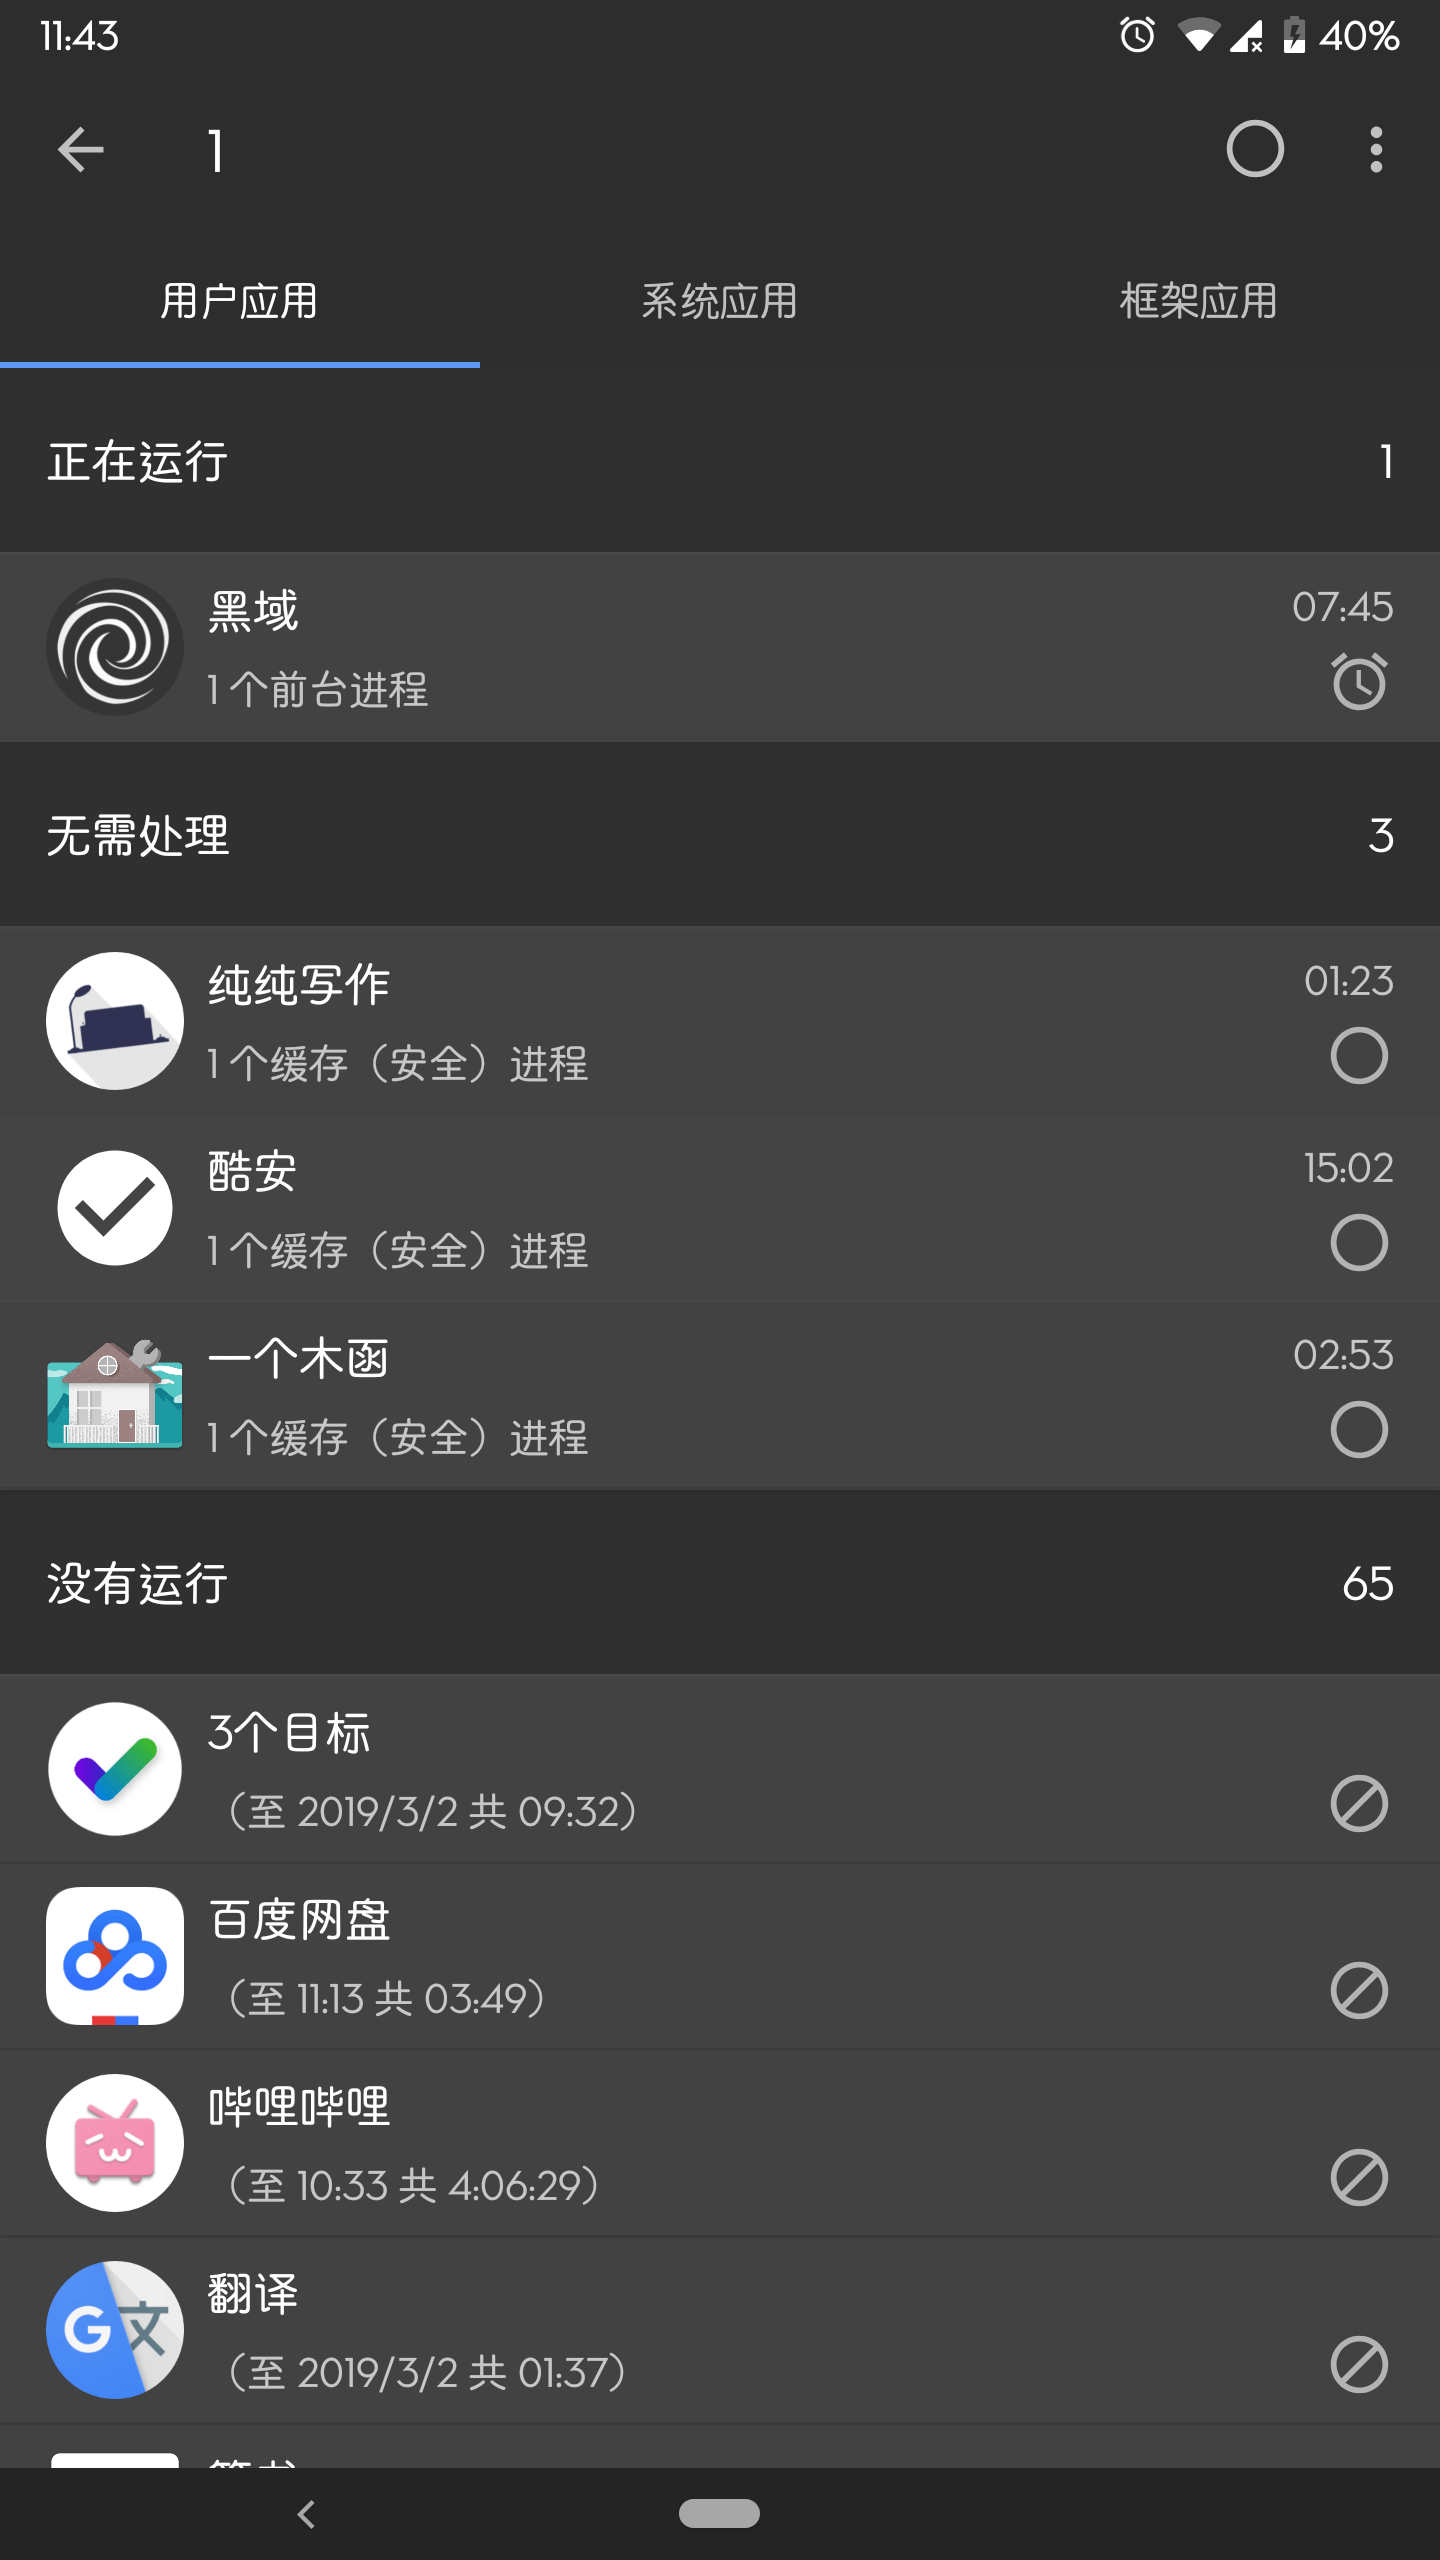 11:43
40%
1
用户应用
系统应用
框架应用
正在运行
1
黑域
07:45
1 个前台进程
无需处理
3
纯纯写作
01:23
1 个缓存（安全）进程
酷安
15:02
1 个缓存（安全）进程
一个木函
02:53
1 个缓存（安全）进程
没有运行
65
3个目标
（至 2019/3/2 共 09:32）
百度网盘
（至 11:13 共 03:49）
哔哩哔哩
（至 10:33 共 4:06:29）
G文
翻译
（至 2019/3/2 共 01:37）